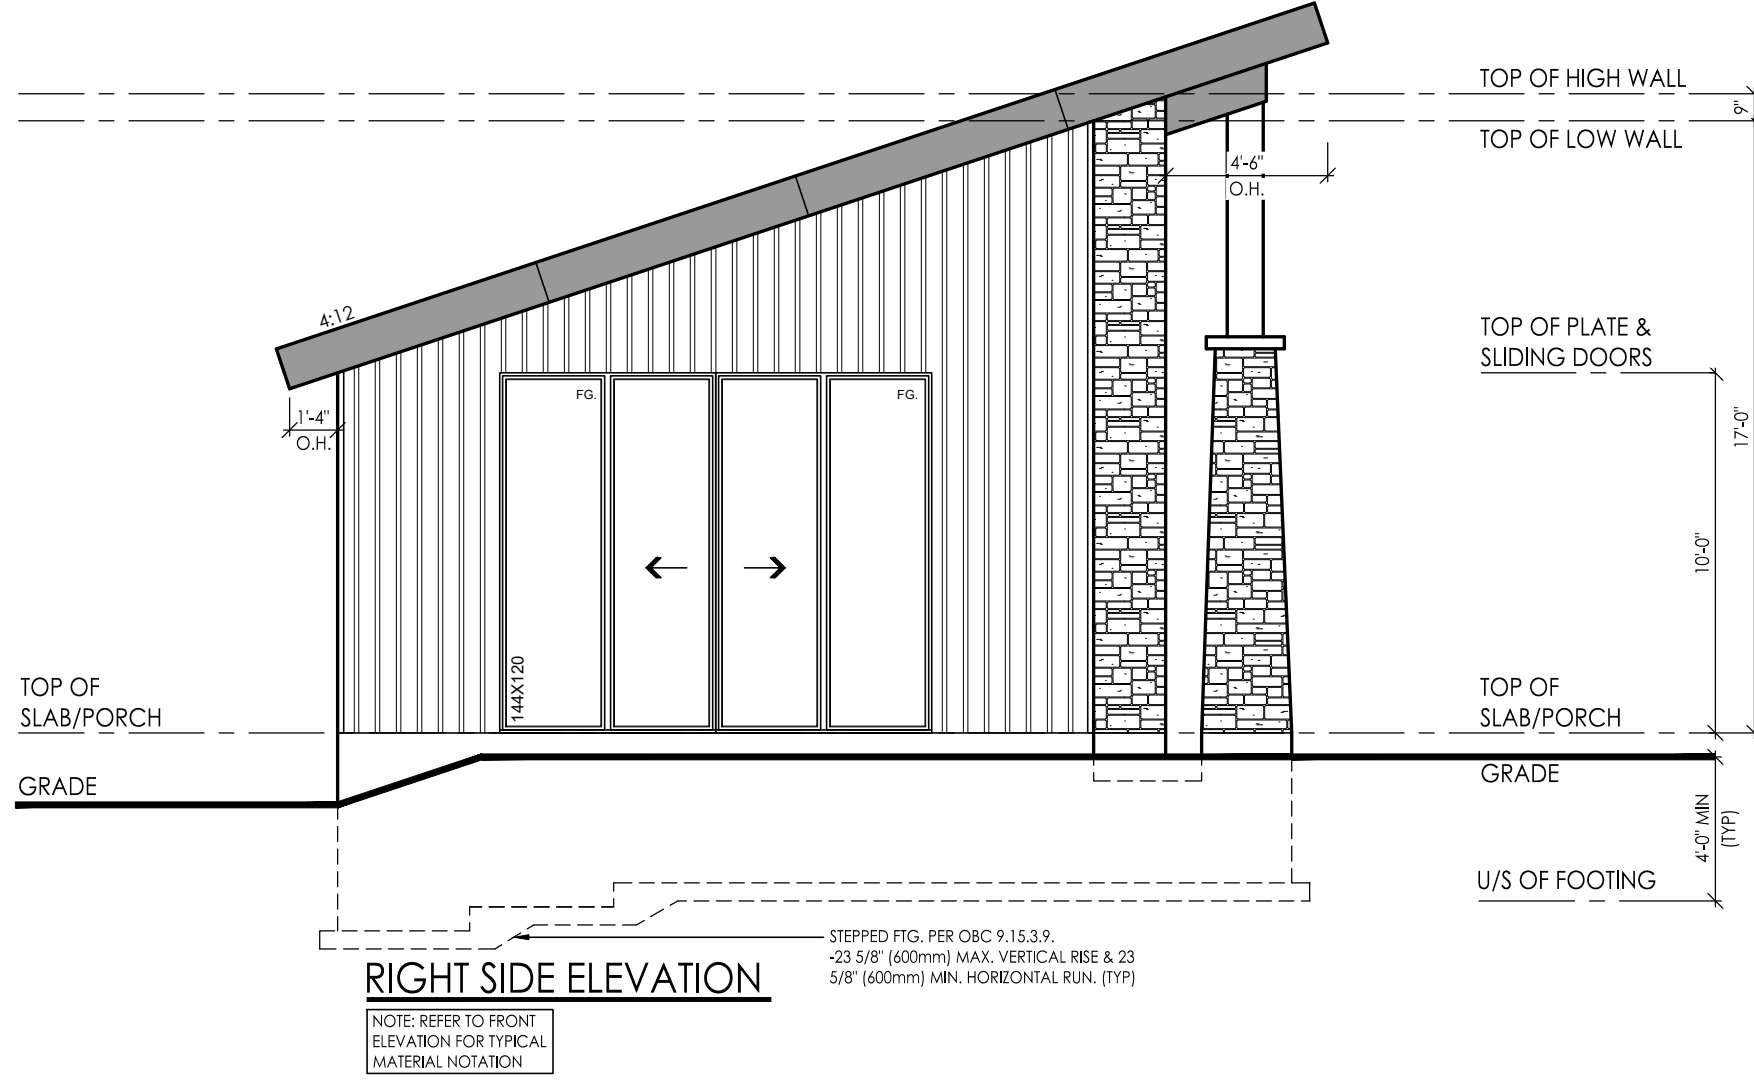 TOP OF HIGH WALL
9"
TOP OF LOW WALL
4'-6"
O.H.
4:12
TOP OF PLATE &
SLIDING DOORS
1'-4"
O.H.
FG.
FG.
17'-0"
10'-0"
144X120
TOP OF
SLAB/PORCH
TOP OF
SLAB/PORCH
GRADE
GRADE
4'-0" MIN
(TYP)
U/S OF FOOTING
STEPPED FTG. PER OBC 9.15.3.9.
-23 5/8" (600mm) MAX. VERTICAL RISE & 23
5/8" (600mm) MIN. HORIZONTAL RUN. (TYP)
RIGHT SIDE ELEVATION
NOTE: REFER TO FRONT
ELEVATION FOR TYPICAL
MATERIAL NOTATION